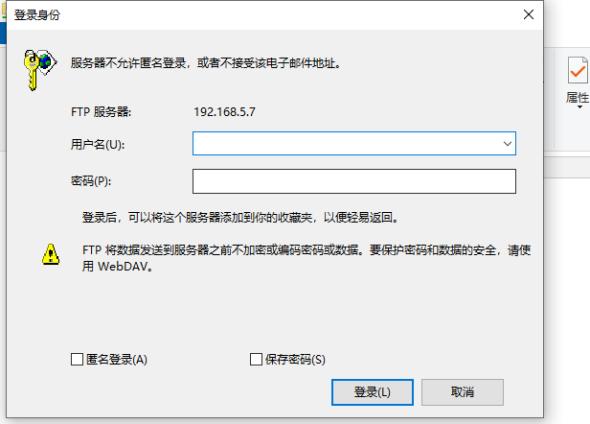 登录身份
服务器不允许匿名登录，或者不接受该电子邮件地址。
FTP 服务器:
192.168.5.7
用户名(U):
密码(P):
登录后，可以将这个服务器添加到你的收藏夹，以便轻易返回。
FTP 将数据发送到服务器之前不加密或编码密码或数据。要保护密码和数据的安全，请使
用 WebDAV。
匿名登录(A)
保存密码(S)
登录(L)
取消
属性